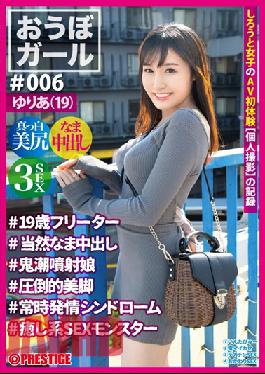 おうぼガール
#006
ゆりあ(19)
真っ白
美尻
なま
中出し
3SEX
しろうと女子のAV初体験【個人撮影】の記録
#19歳フリーター
#当然なま中出し
#鬼潮噴射娘
#圧倒的美脚
#常時発情シンドローム
#癒し系SEXモンスター
PRESTIGE